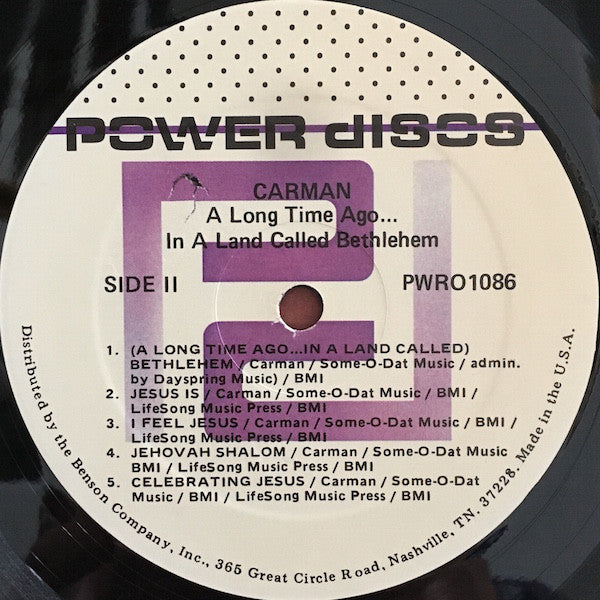 POWER discs
CARMAN
A Long Time Ago...
In A Land Called Bethlehem
SIDE II
PWRO1086
1. (A LONG TIME AGO...IN A LAND CALLED)
BETHLEHEM / Carman / Some-O-Dat Music / admin.
by Dayspring Music) / BMI
2. JESUS IS / Carman / Some-O-Dat Music / BMI /
LifeSong Music Press / BMI
3. I FEEL JESUS / Carman / Some-O-Dat Music / BMI /
LifeSong Music Press / BMI
4. JEHOVAH SHALOM / Carman / Some-O-Dat Music
BMI / LifeSong Music Press / BMI
5. CELEBRATING JESUS / Carman / Some-O-Dat
Music / BMI / LifeSong Music Press / BMI
Distributed by the Benson Company, Inc., 365 Great Circle Road, Nashville, TN. 37228. Made in the U.S.A.